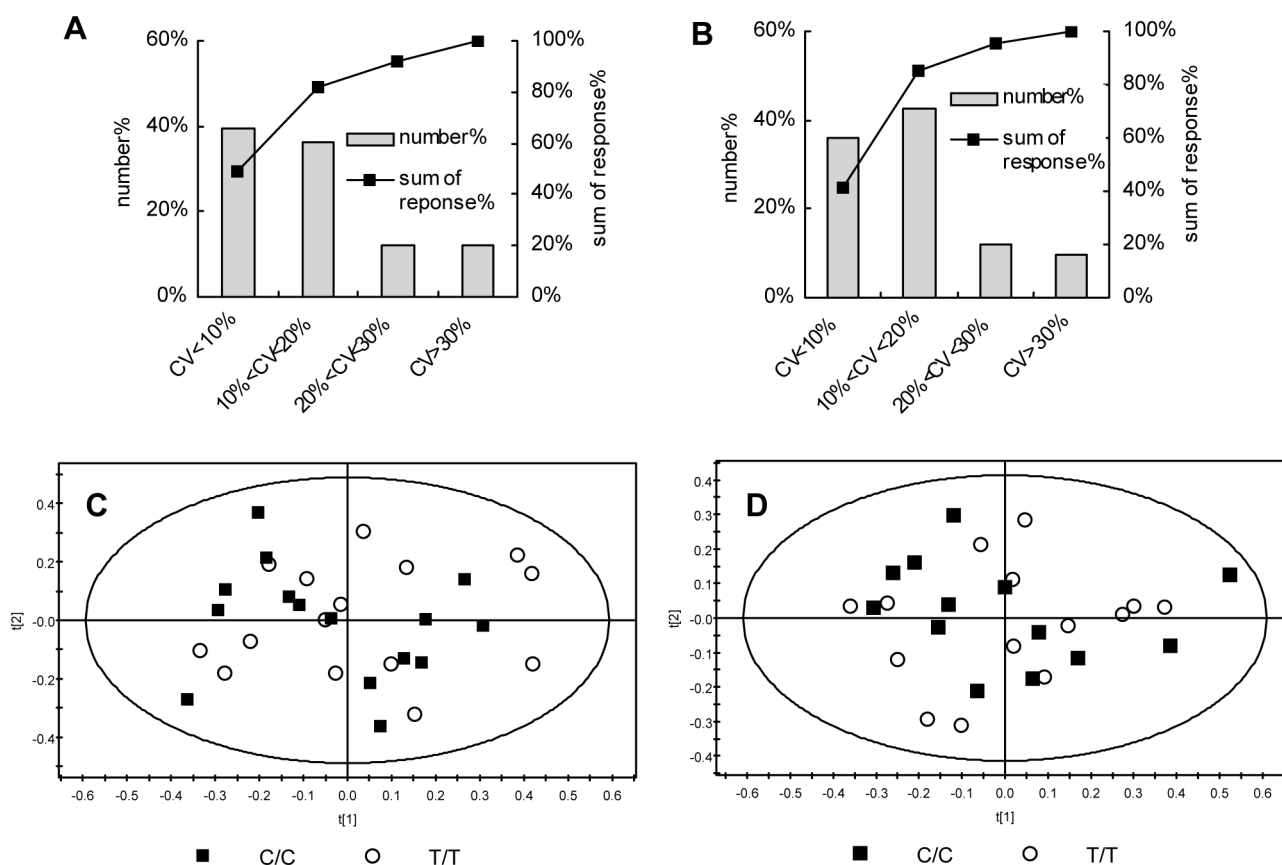 A
60%
40%
20%
0%
number%
100%
80%
60%
40%
20%
0%
sum of response%
number%
sum of
reponse%
CV<10%
10%<CV<20%
20%<CV<30%
CV>30%
B
60%
40%
20%
0%
number%
100%
80%
60%
40%
20%
0%
sum of response%
number%
sum of
response%
CV<10%
10%<CV<20%
20%<CV<30%
CV>30%
C
0.4
0.2
-0.0
-0.2
-0.4
t[2]
-0.6 -0.5 -0.4 -0.3 -0.2 -0.1 0.0 0.1 0.2 0.3 0.4 0.5 0.6
t[1]
C/C T/T
D
0.4
0.3
0.2
0.1
-0.0
-0.1
-0.2
-0.3
-0.4
t[2]
-0.6 -0.5 -0.4 -0.3 -0.2 -0.1 0.0 0.1 0.2 0.3 0.4 0.5 0.6
t[1]
C/C T/T